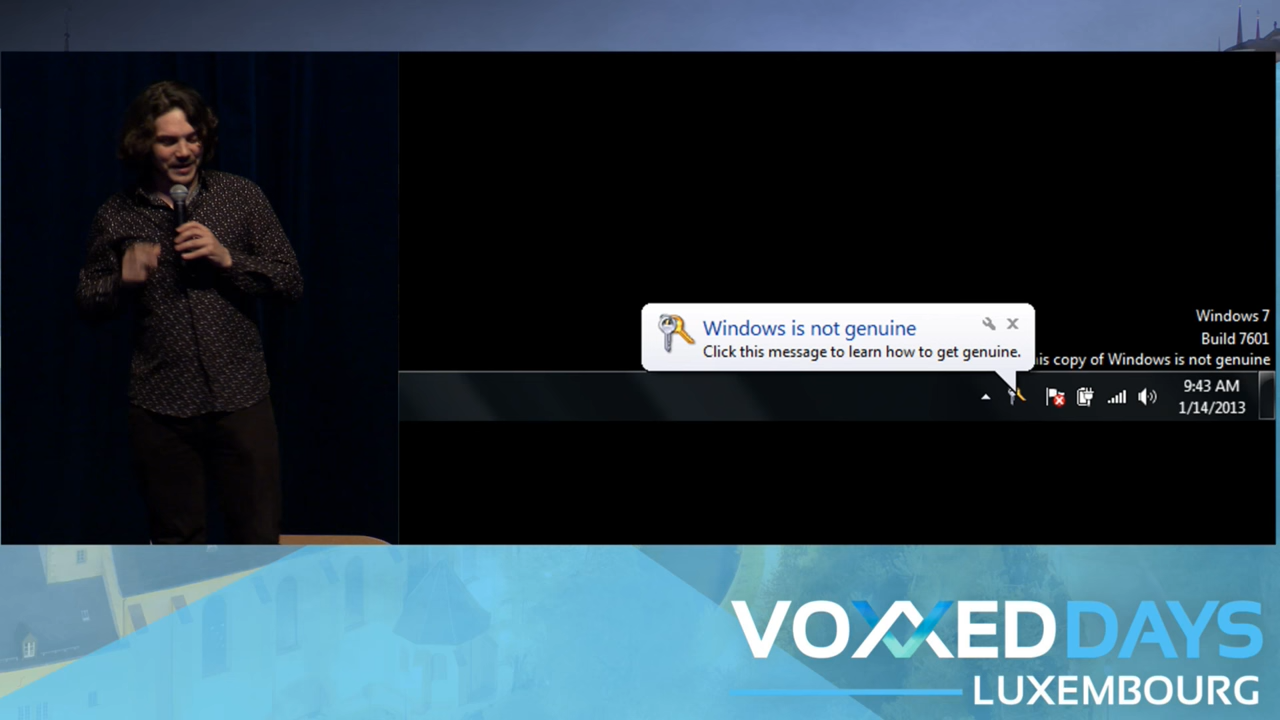 Windows is not genuine
Click this message to learn how to get genuine.
Windows 7
Build 7601
is copy of Windows is not genuine
9:43 AM
1/14/2013
VOXXED DAYS
LUXEMBOURG